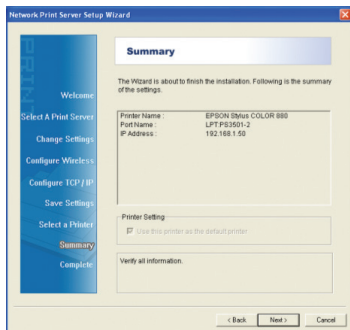 Network Print Server Setup Wizard
PRINT
Welcome
Select A Print Server
Change Settings
Configure Wireless
Configure TCP / IP
Save Settings
Select a Printer
Summary
Complete
Summary
The Wizard is about to finish the installation. Following is the summary
of the settings.
Printer Name : EPSON Stylus COLOR 880
Port Name : LPT:PS3501-2
IP Address : 192.168.1.50
Printer Setting
Use this printer as the default printer.
Verify all information.
< Back Next > Cancel